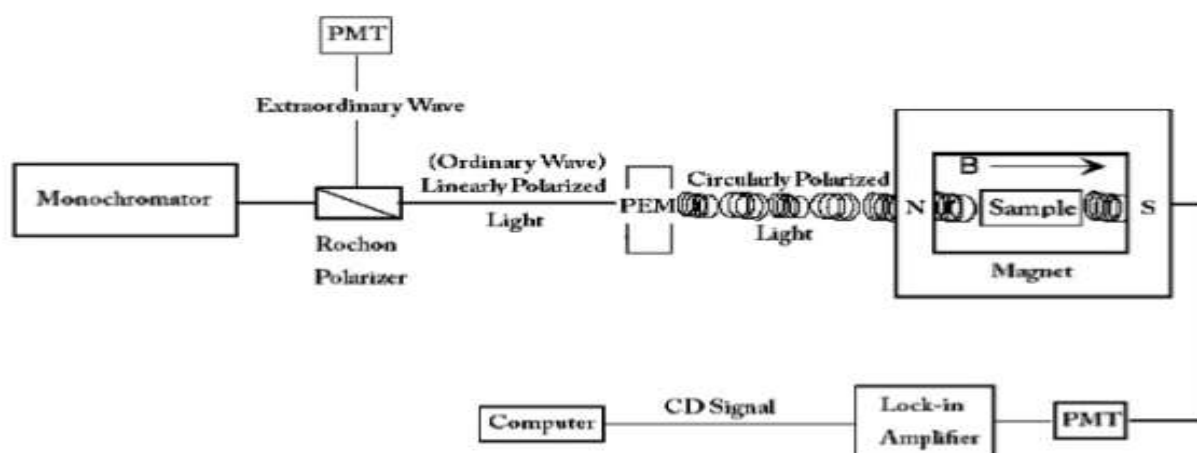 PMT
Extraordinary Wave
Monochromator
Rochon
Polarizer
(Ordinary Wave)
Linearly Polarized
Light
PEM
Circularly Polarized
Light
N
B
Sample
S
Magnet
Computer
CD Signal
Lock-in
Amplifier
PMT